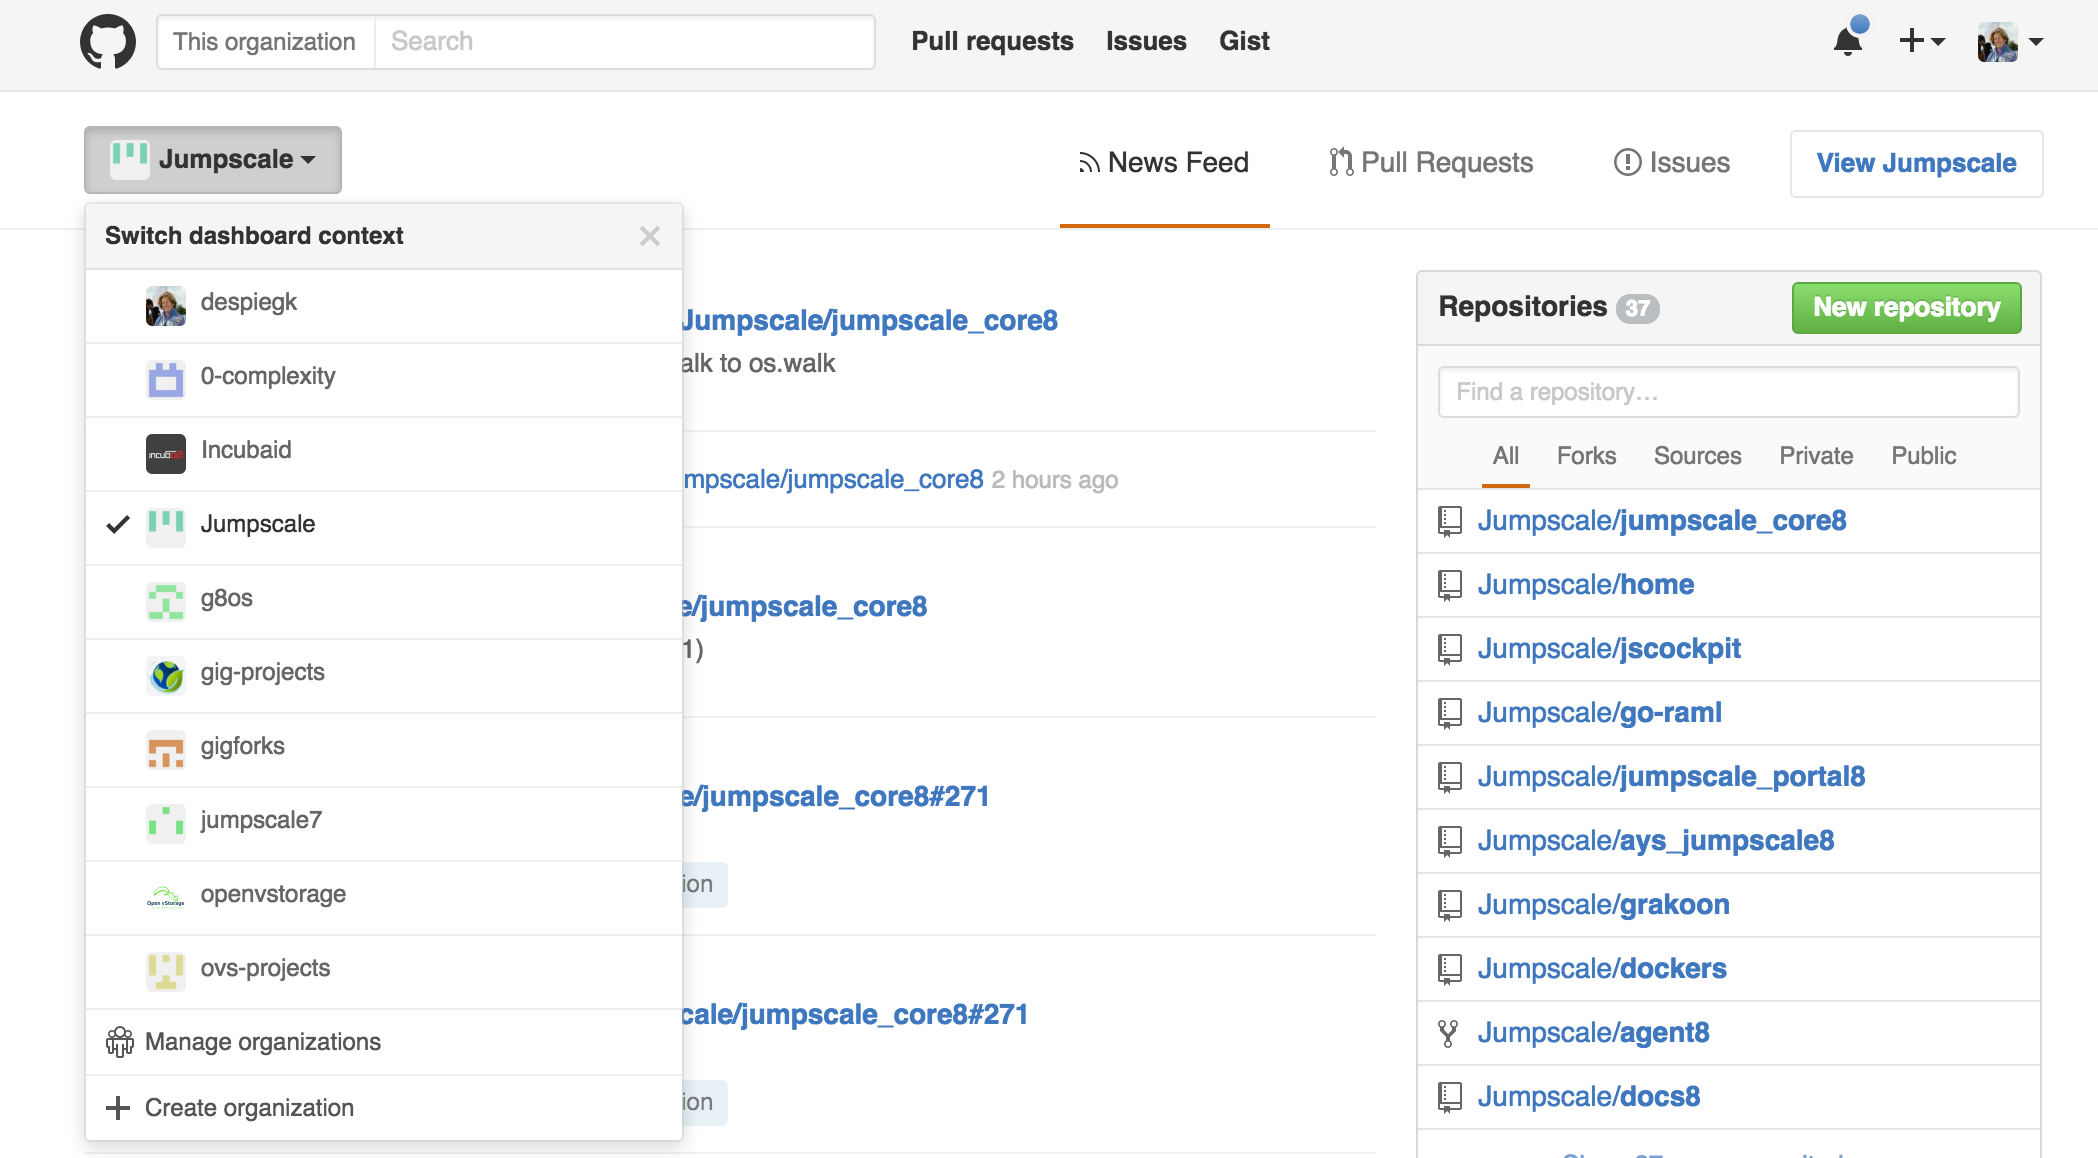 This organization Search Pull requests Issues Gist
Jumpscale News Feed Pull Requests Issues View Jumpscale
Switch dashboard context
despiegk
0-complexity
Incubaid
Jumpscale
g8os
gig-projects
gigforks
jumpscale7
openvstorage
ovs-projects
Manage organizations
Create organization
Jumpscale/jumpscale_core8
alk to os.walk
mpscale/jumpscale_core8 2 hours ago
e/jumpscale_core8
1)
e/jumpscale_core8#271
ion
cale/jumpscale_core8#271
ion
Repositories 37 New repository
Find a repository…
All Forks Sources Private Public
Jumpscale/jumpscale_core8
Jumpscale/home
Jumpscale/jscockpit
Jumpscale/go-raml
Jumpscale/jumpscale_portal8
Jumpscale/ays_jumpscale8
Jumpscale/grakoon
Jumpscale/dockers
Jumpscale/agent8
Jumpscale/docs8